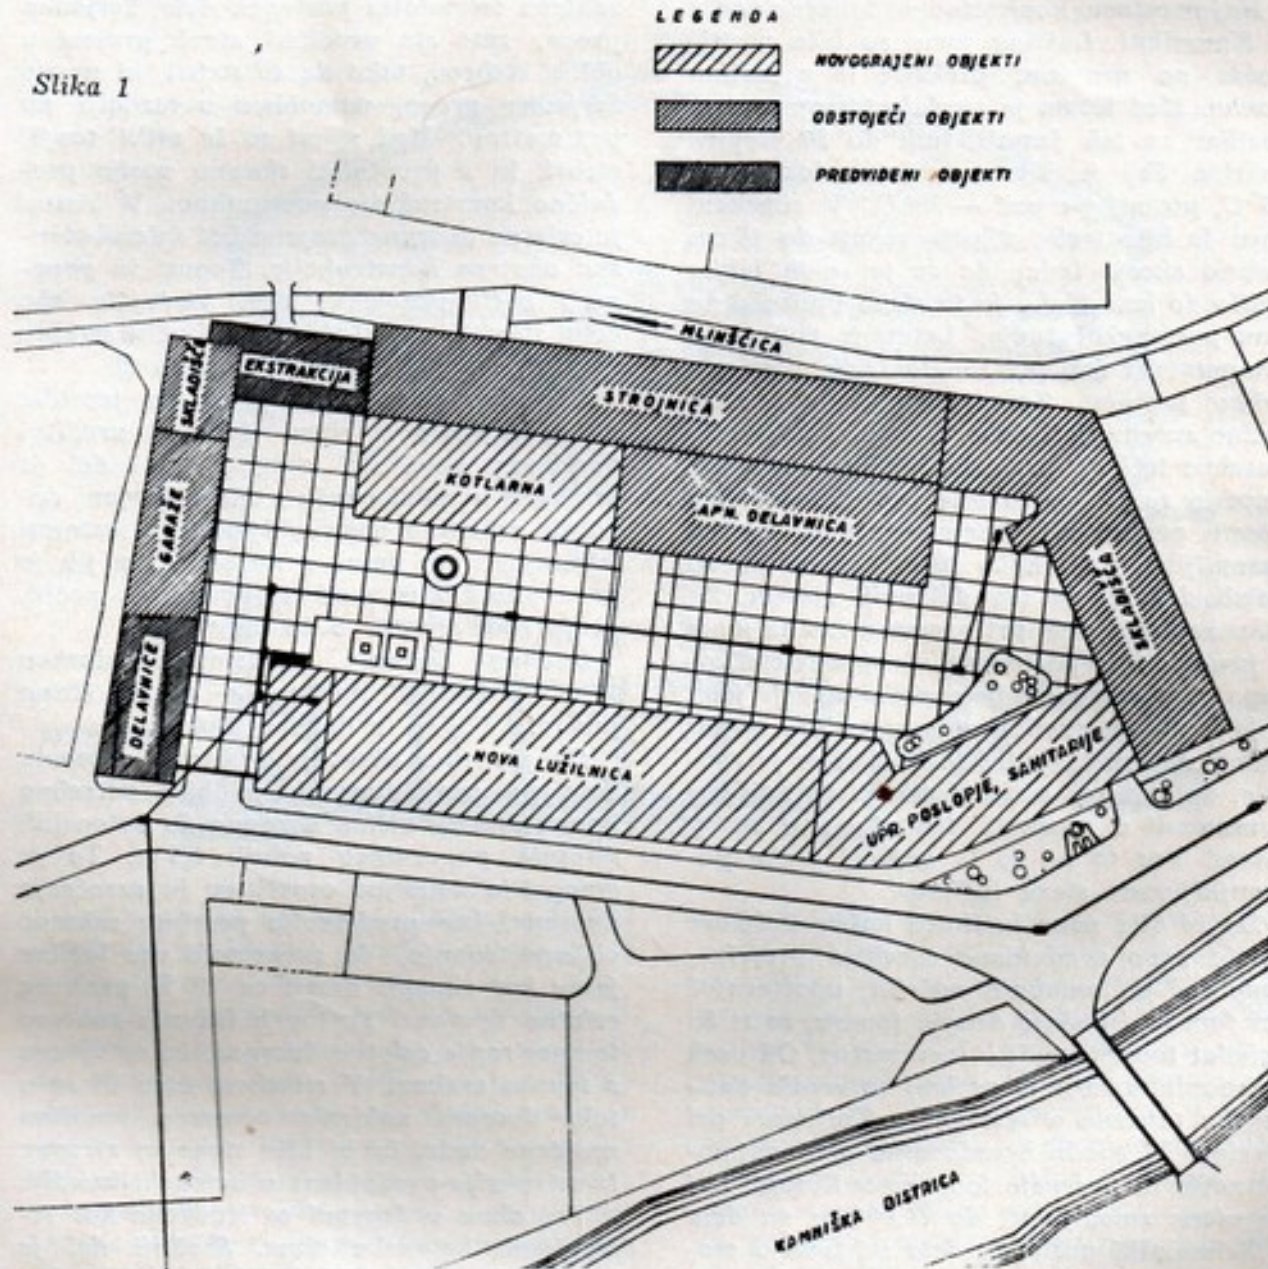 LEGENDA
Slika 1
NOVOGRAJENI OBJEKTI
OBSTOJEČI OBJEKTI
PREDVIDENI OBJEKTI
MLINŠČICA
SKLADIŠČE
EKSTRAKCIJA
STROJNICA
KOTLARNA
APN. DELAVNICA
GARAŽE
SKLADIŠČA
DELAVNICE
NOVA LUŽILNICA
UPR. POSLOPJE, SANITARIJE
KAMNIŠKA BISTRICA